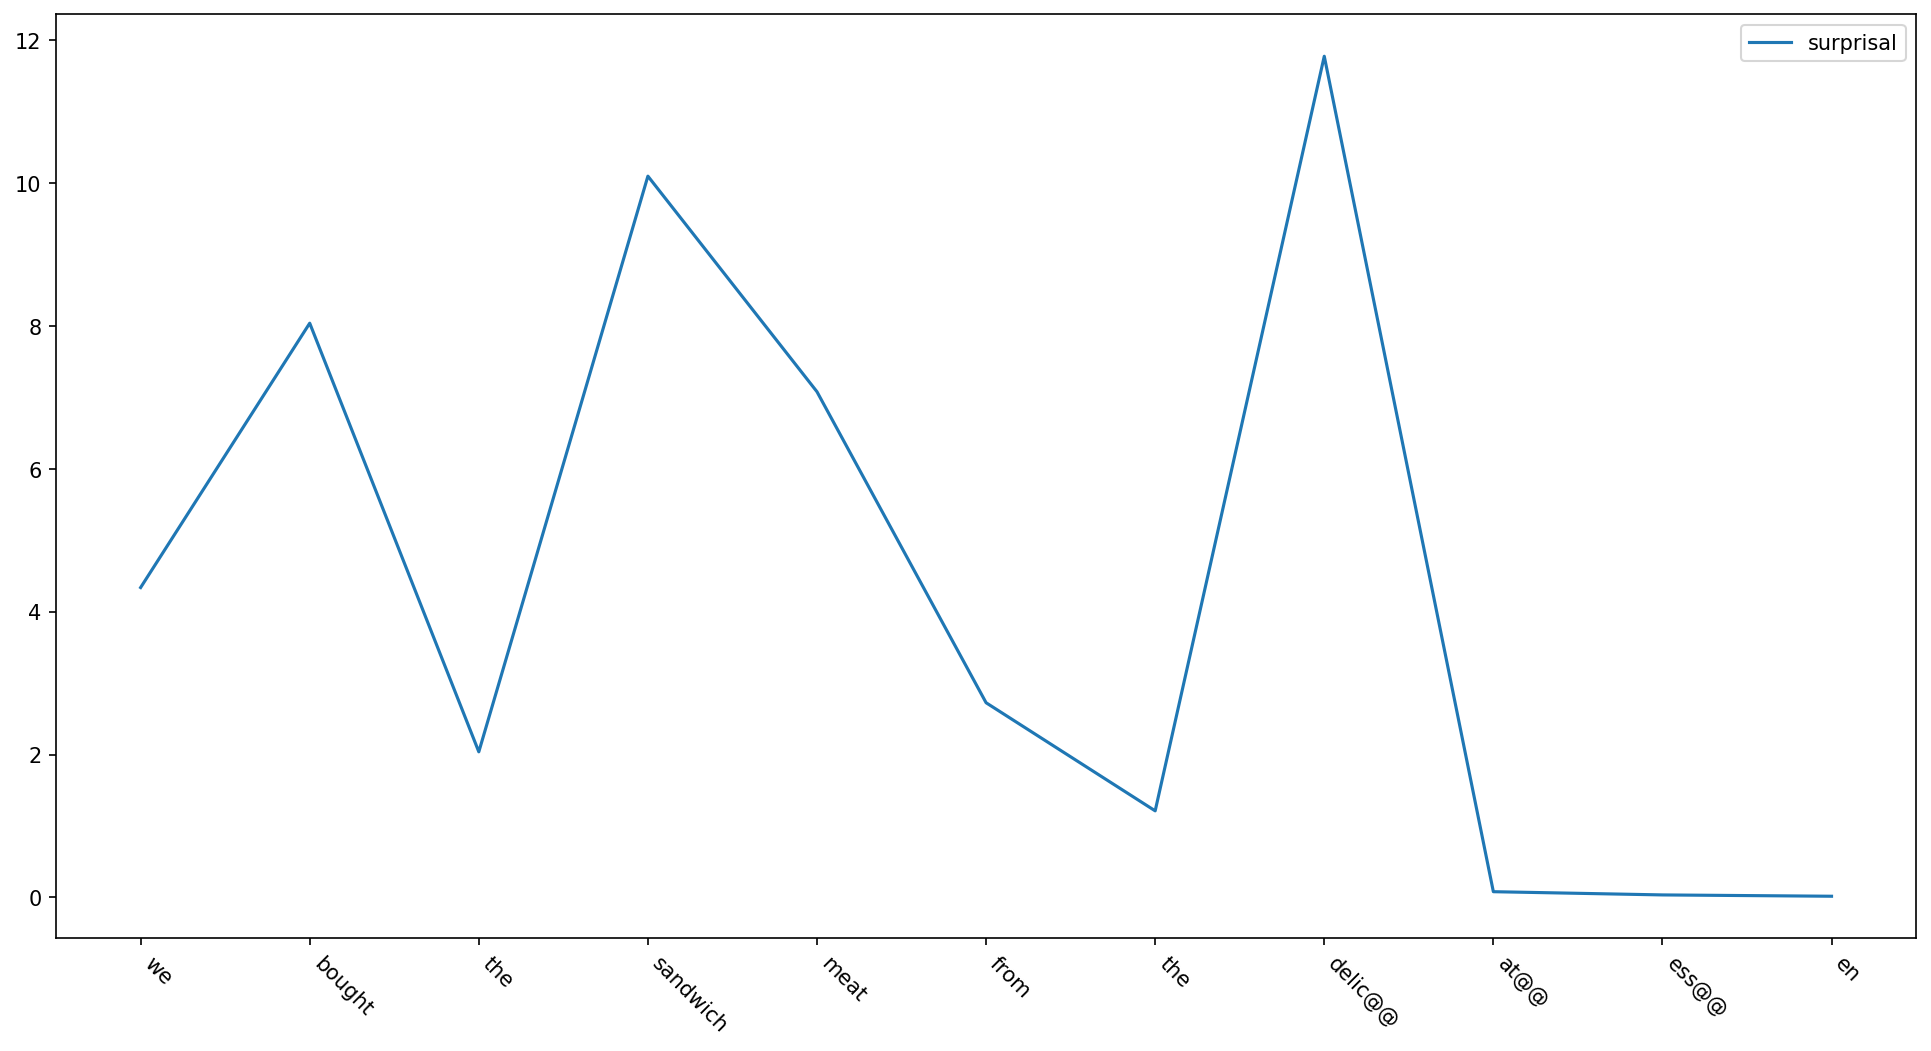 surprisal
12
10
8
6
4
2
0
we
bought
the
sandwich
meat
from
the
delic@@
at@@
ess@@
en